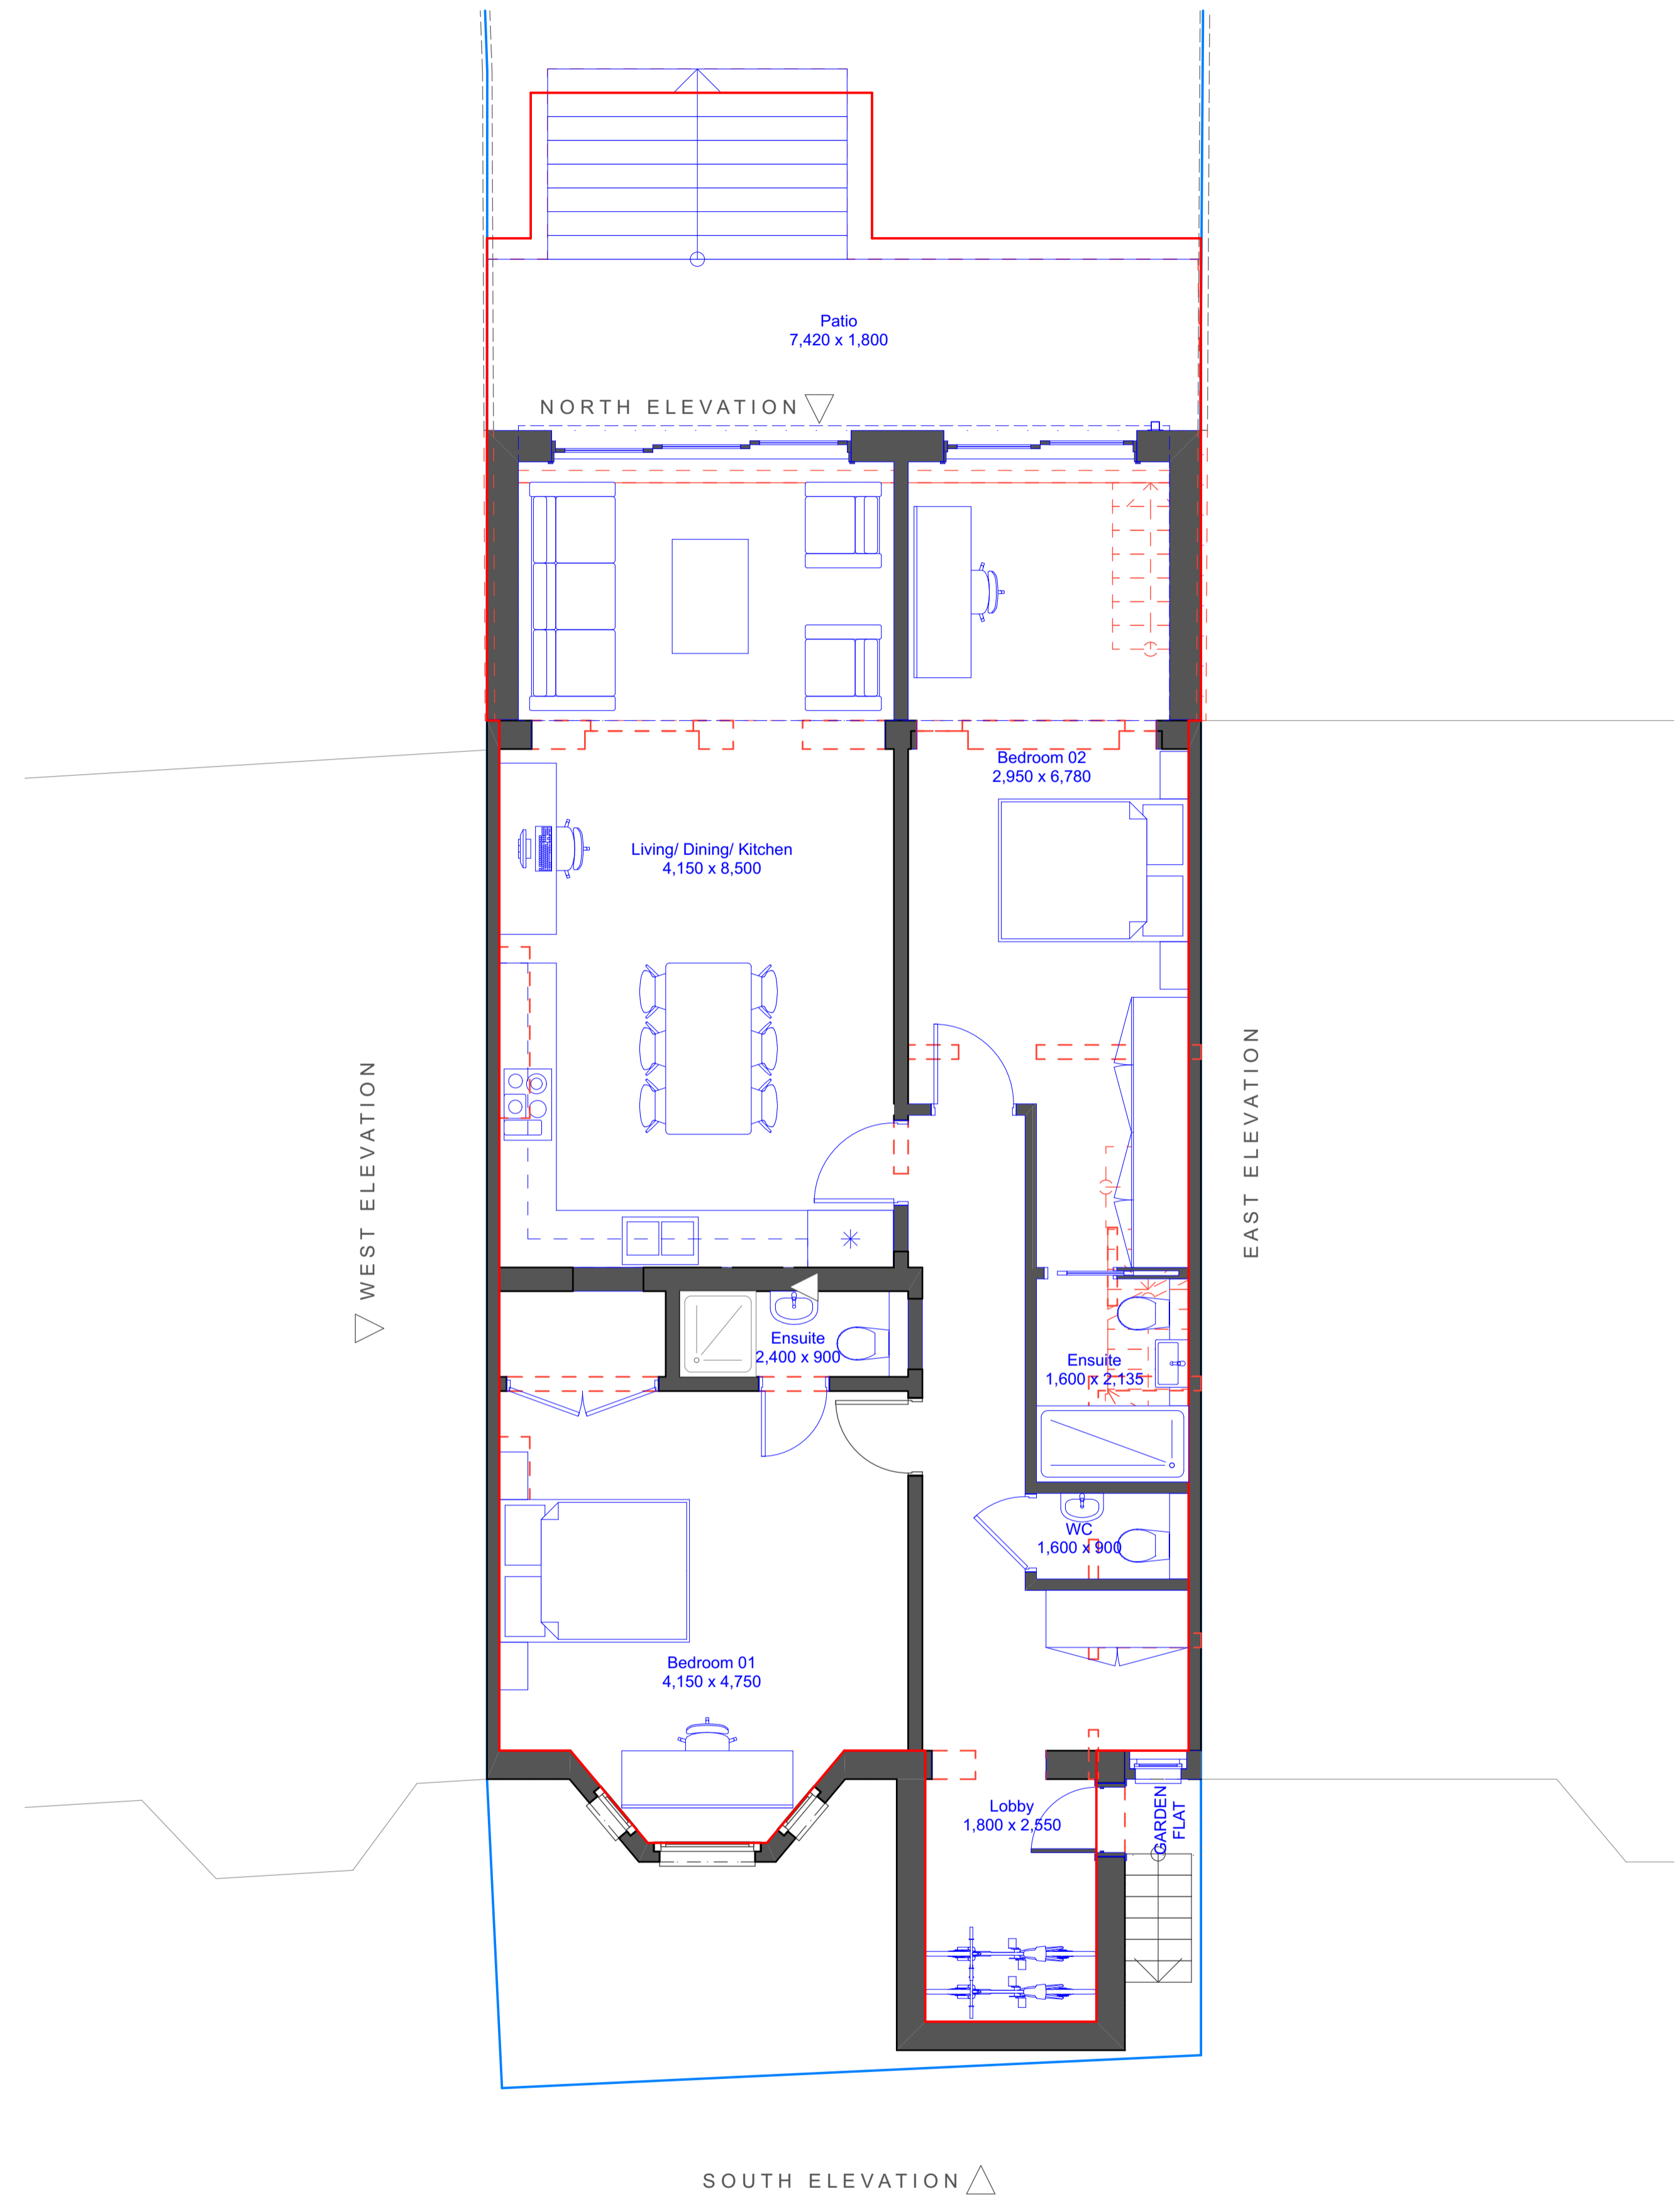 Patio
7,420 x 1,800
NORTH ELEVATION
Bedroom 02
2,950 x 6,780
Living/ Dining/ Kitchen
4,150 x 8,500
WEST ELEVATION
EAST ELEVATION
Ensuite
2,400 x 900
Ensuite
1,600 x 2,135
WC
1,600 x 900
Bedroom 01
4,150 x 4,750
Lobby
1,800 x 2,550
GARDEN
FLAT
SOUTH ELEVATION